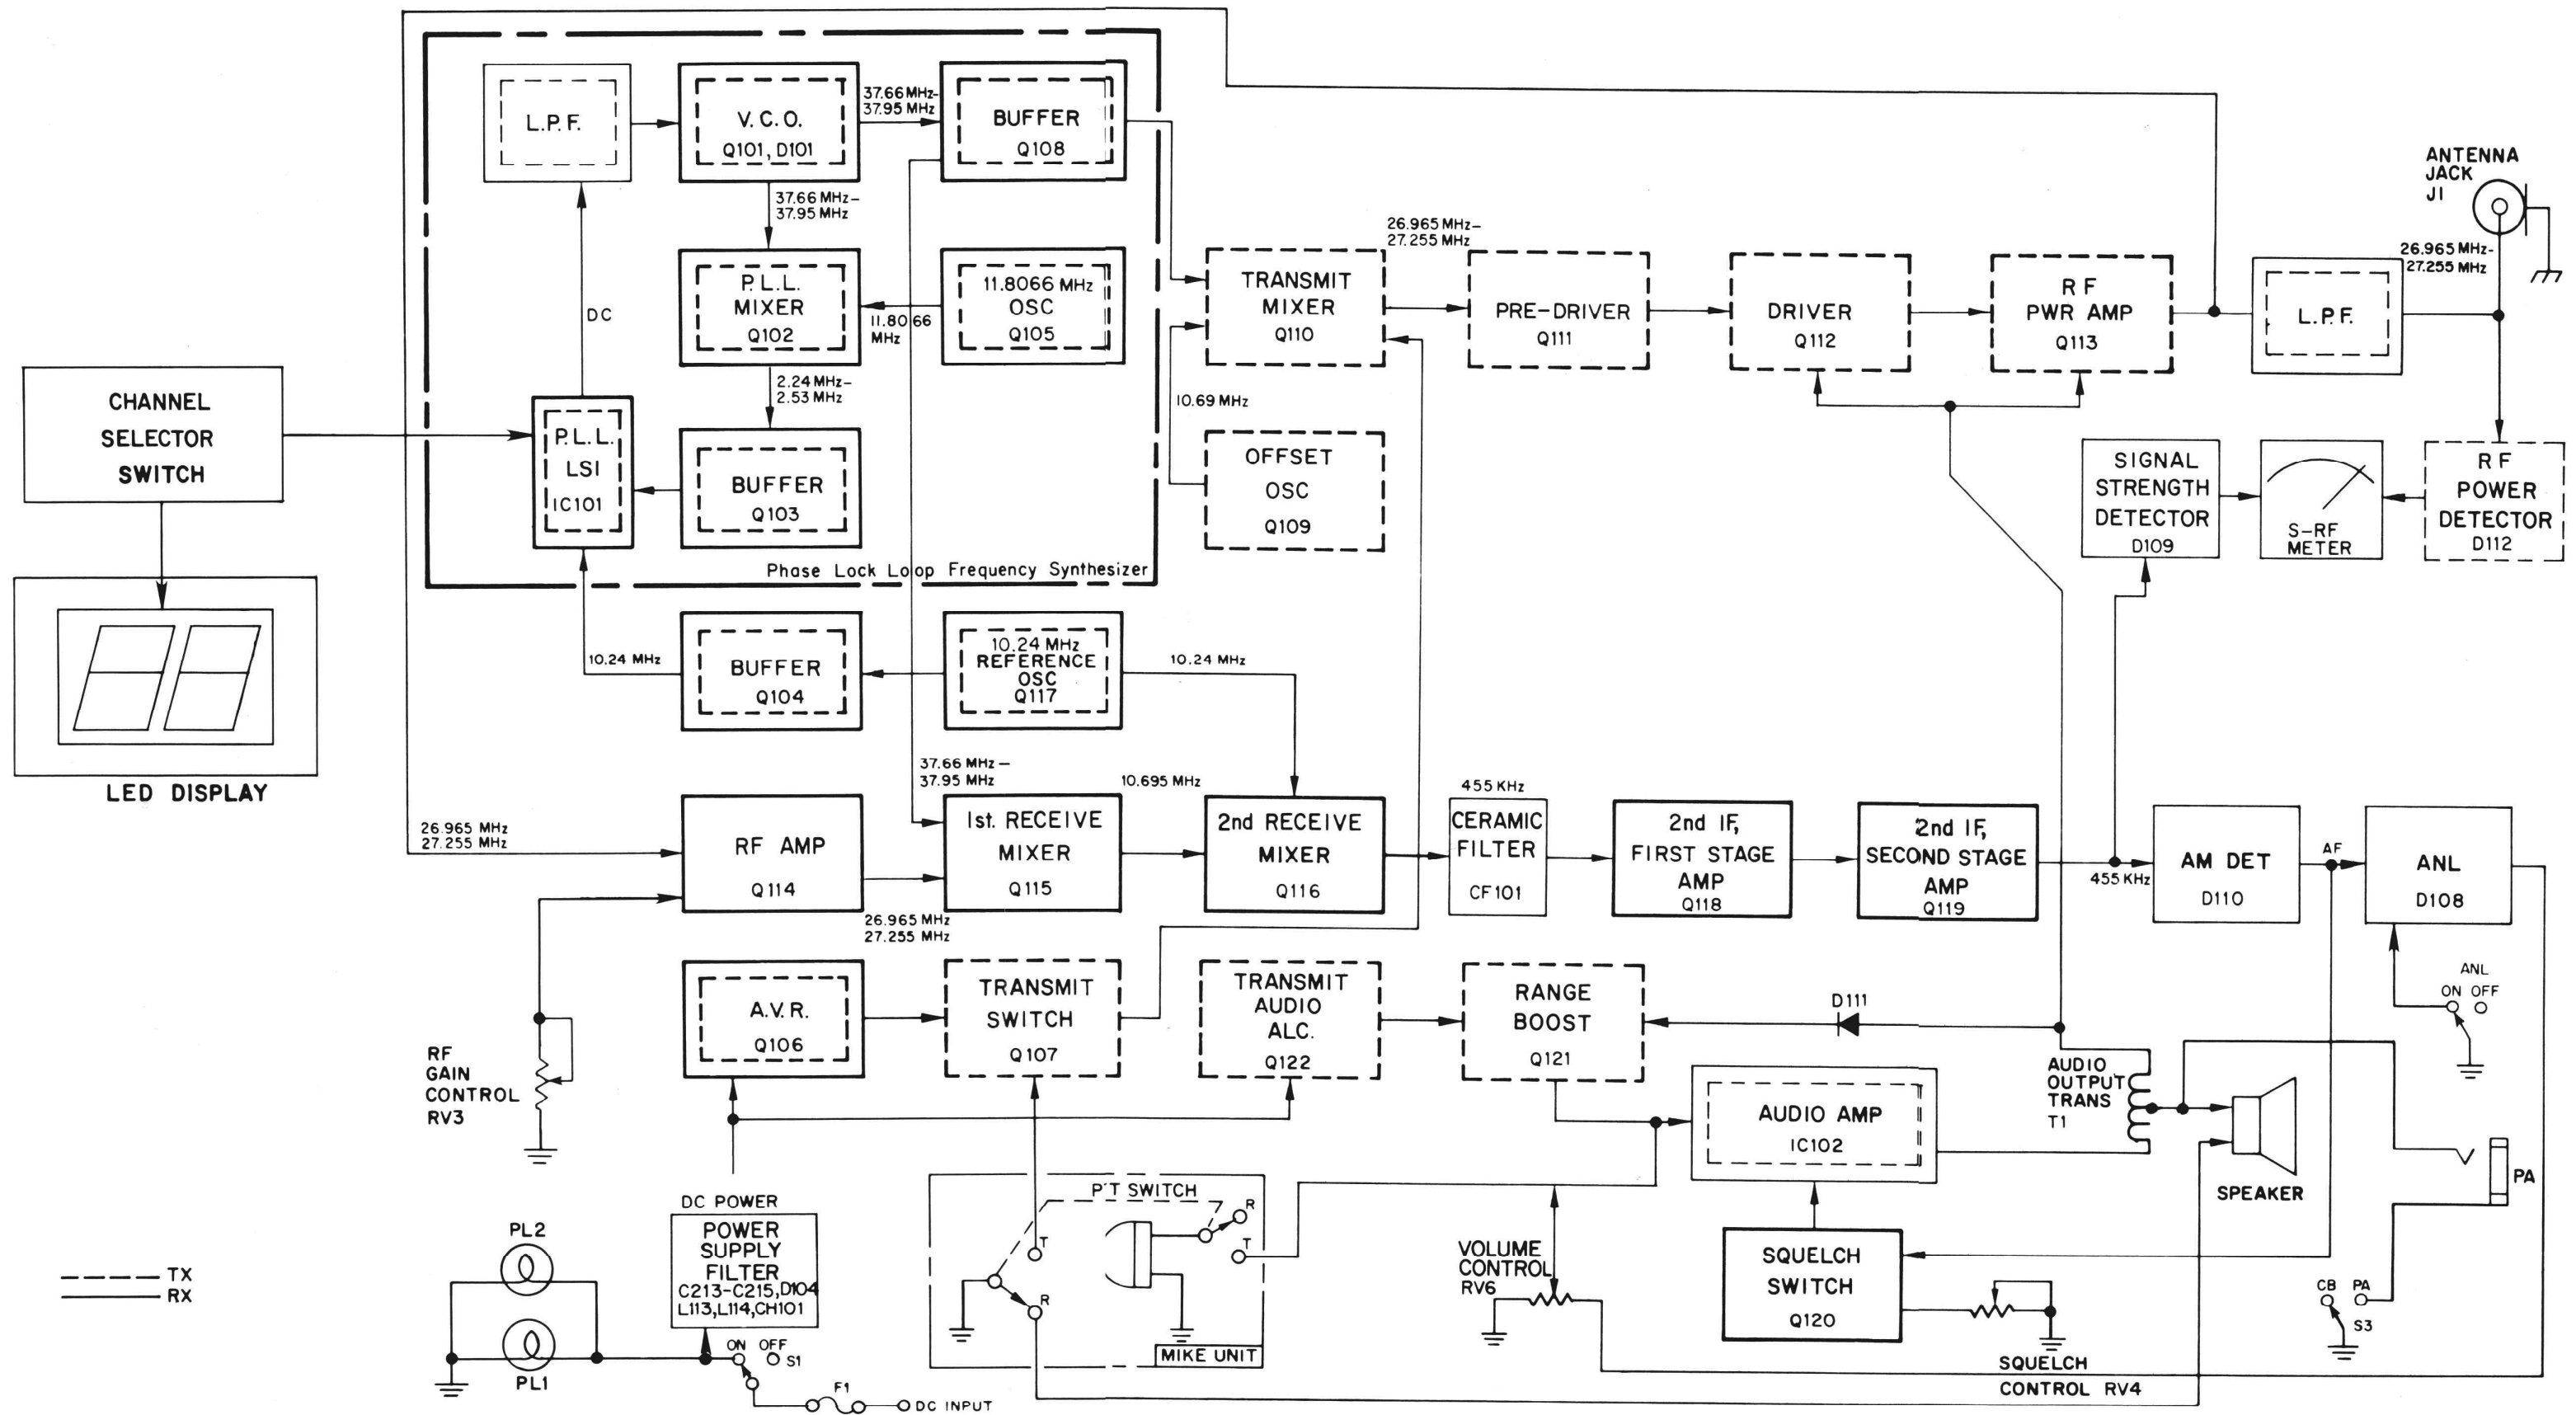 L.P.F.
V.C.O.
Q101, D101
37.66 MHz-
37.95 MHz
BUFFER
Q108
37.66 MHz-
37.95 MHz
P.L.L.
MIXER
Q102
11.8066 MHz
OSC
Q105
11.8066
MHz
DC
2.24 MHz-
2.53 MHz
P.L.L.
LSI
IC101
BUFFER
Q103
Phase Lock Loop Frequency Synthesizer
CHANNEL
SELECTOR
SWITCH
LED DISPLAY
TRANSMIT
MIXER
Q110
26.965 MHz-
27.255 MHz
PRE-DRIVER
Q111
DRIVER
Q112
RF
PWR AMP
Q113
L.P.F.
26.965 MHz-
27.255 MHz
ANTENNA
JACK
J1
10.69 MHz
OFFSET
OSC
Q109
SIGNAL
STRENGTH
DETECTOR
D109
S-RF
METER
RF
POWER
DETECTOR
D112
10.24 MHz
BUFFER
Q104
10.24 MHz
REFERENCE
OSC
Q117
10.24 MHz
26.965 MHz
27.255 MHz
RF AMP
Q114
37.66 MHz-
37.95 MHz
1st. RECEIVE
MIXER
Q115
26.965 MHz
27.255 MHz
10.695 MHz
2nd RECEIVE
MIXER
Q116
455 KHz
CERAMIC
FILTER
CF101
2nd IF,
FIRST STAGE
AMP
Q118
2nd IF,
SECOND STAGE
AMP
Q119
455 KHz
AM DET
D110
AF
ANL
D108
ANL
ON OFF
RF
GAIN
CONTROL
RV3
A.V.R.
Q106
TRANSMIT
SWITCH
Q107
TRANSMIT
AUDIO
ALC.
Q122
RANGE
BOOST
Q121
D111
AUDIO
OUTPUT
TRANS
T1
AUDIO AMP
IC102
SPEAKER
PA
DC POWER
POWER
SUPPLY
FILTER
C213-C215, D104
L113, L114, CH101
PL2
PL1
ON OFF
S1
F1
DC INPUT
P T SWITCH
T
R
R
T
MIKE UNIT
VOLUME
CONTROL
RV6
SQUELCH
SWITCH
Q120
SQUELCH
CONTROL RV4
CB PA
S3
TX
RX